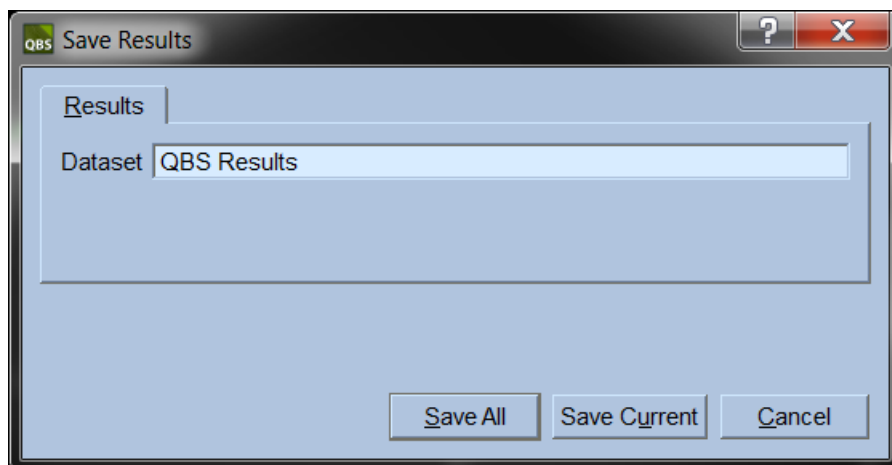 QBS Save Results
?
X
Results
Dataset QBS Results
Save All Save Current Cancel